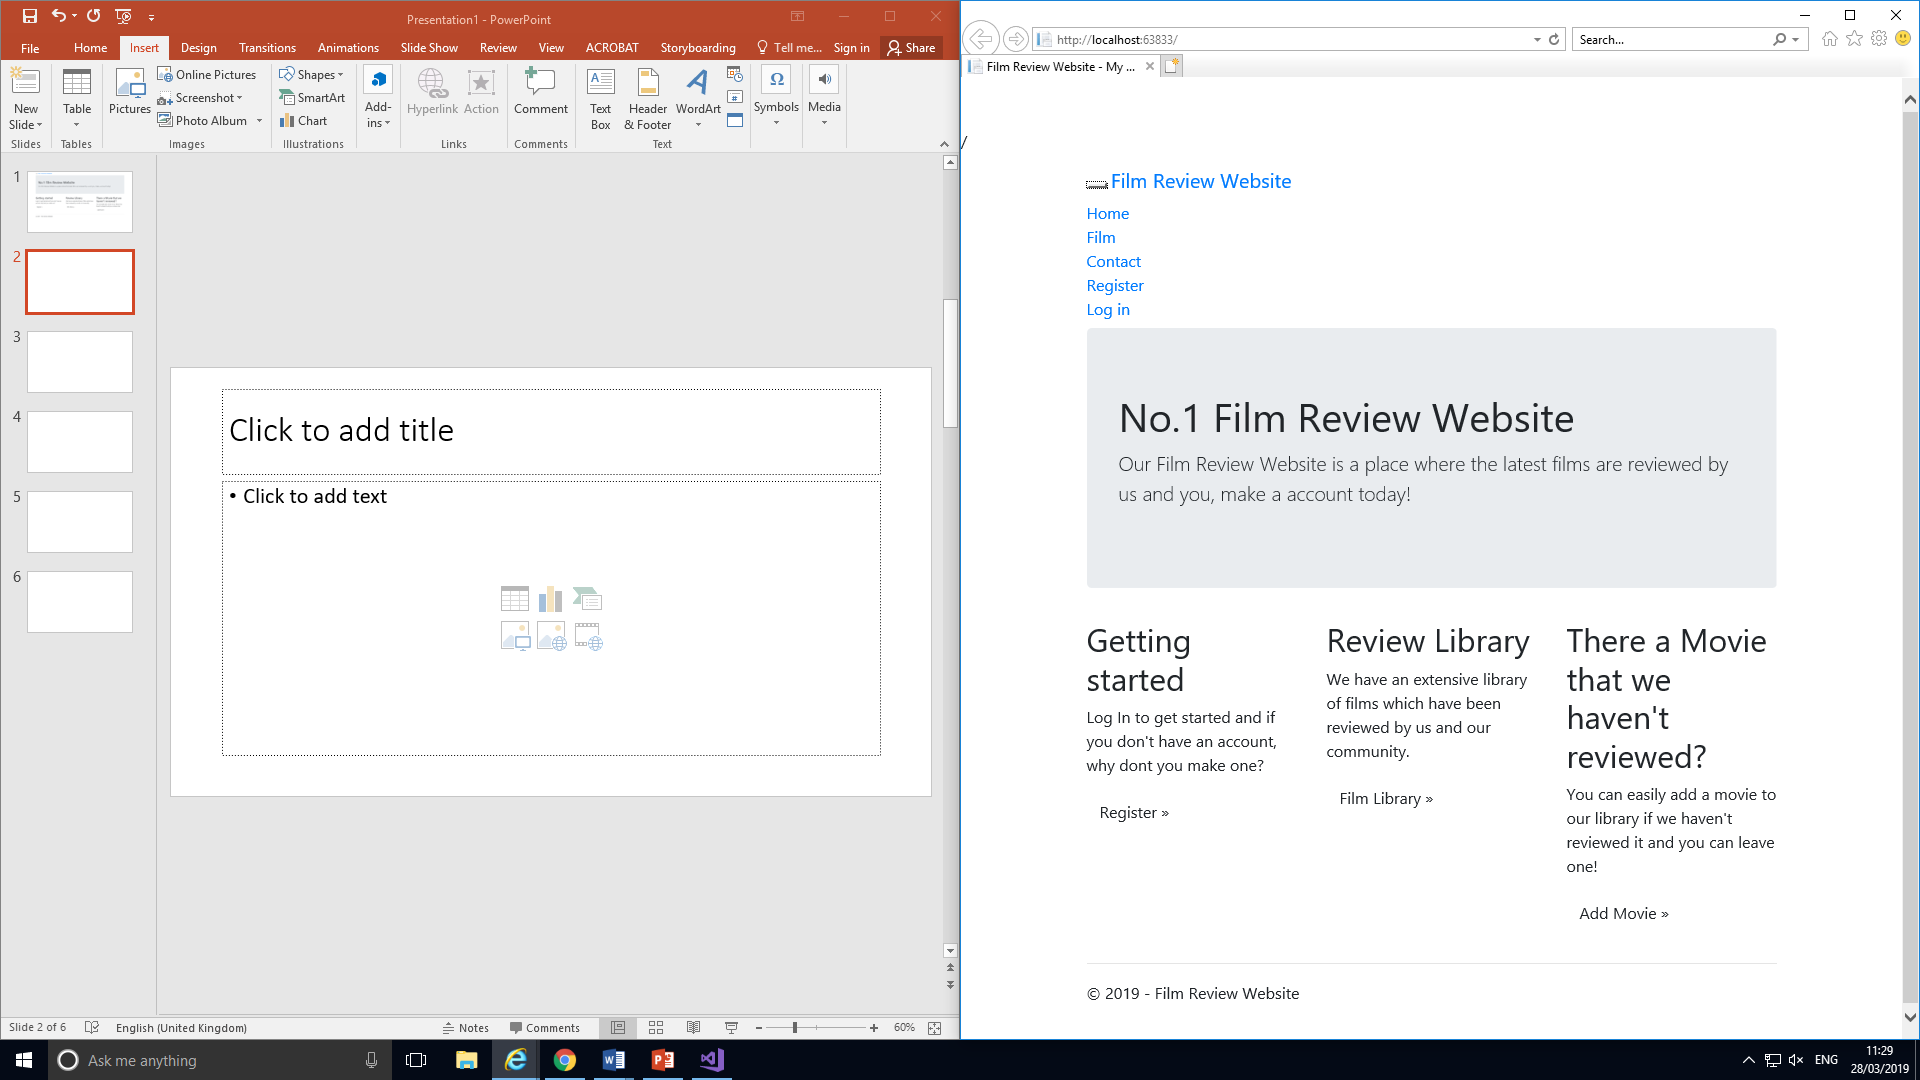 Presentation1 - PowerPoint
File Home Insert Design Transitions Animations Slide Show Review View ACROBAT Storyboarding Tell me... Sign in Share
New Slide
Slides
Table
Tables
Pictures
Online Pictures
Screenshot
Photo Album
Images
Shapes
SmartArt
Chart
Illustrations
Add-ins
Hyperlink
Action
Links
Comment
Comments
Text Box
Header & Footer
WordArt
Text
Symbols
Media
1
2
3
4
5
6
Click to add title
• Click to add text
Slide 2 of 6 English (United Kingdom) Notes Comments 60%
http://localhost:63833/
Search...
Film Review Website - My ...
/
Film Review Website
Home
Film
Contact
Register
Log in
No.1 Film Review Website
Our Film Review Website is a place where the latest films are reviewed by
us and you, make a account today!
Getting
started
Log In to get started and if
you don't have an account,
why dont you make one?
Register »
Review Library
We have an extensive library
of films which have been
reviewed by us and our
community.
Film Library »
There a Movie
that we
haven't
reviewed?
You can easily add a movie to
our library if we haven't
reviewed it and you can leave
one!
Add Movie »
© 2019 - Film Review Website
Ask me anything
ENG
11:29
28/03/2019